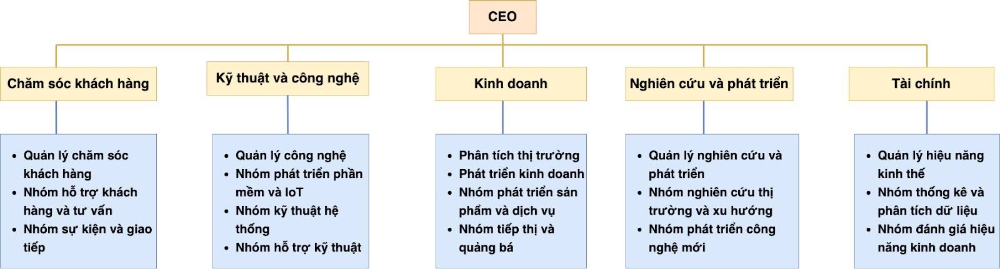 CEO
Chăm sóc khách hàng
Kỹ thuật và công nghệ
Kinh doanh
Nghiên cứu và phát triển
Tài chính
• Quản lý chăm sóc
khách hàng
• Nhóm hỗ trợ khách
hàng và tư vấn
• Nhóm sự kiện và giao
tiếp
• Quản lý công nghệ
• Nhóm phát triển phần
mềm và IoT
• Nhóm kỹ thuật hệ
thống
• Nhóm hỗ trợ kỹ thuật
• Phân tích thị trường
• Phát triển kinh doanh
• Nhóm phát triển sản
phẩm và dịch vụ
• Nhóm tiếp thị và
quảng bá
• Quản lý nghiên cứu và
phát triển
• Nhóm nghiên cứu thị
trường và xu hướng
• Nhóm phát triển công
nghệ mới
• Quản lý hiệu năng
kinh thế
• Nhóm thống kê và
phân tích dữ liệu
• Nhóm đánh giá hiệu
năng kinh doanh